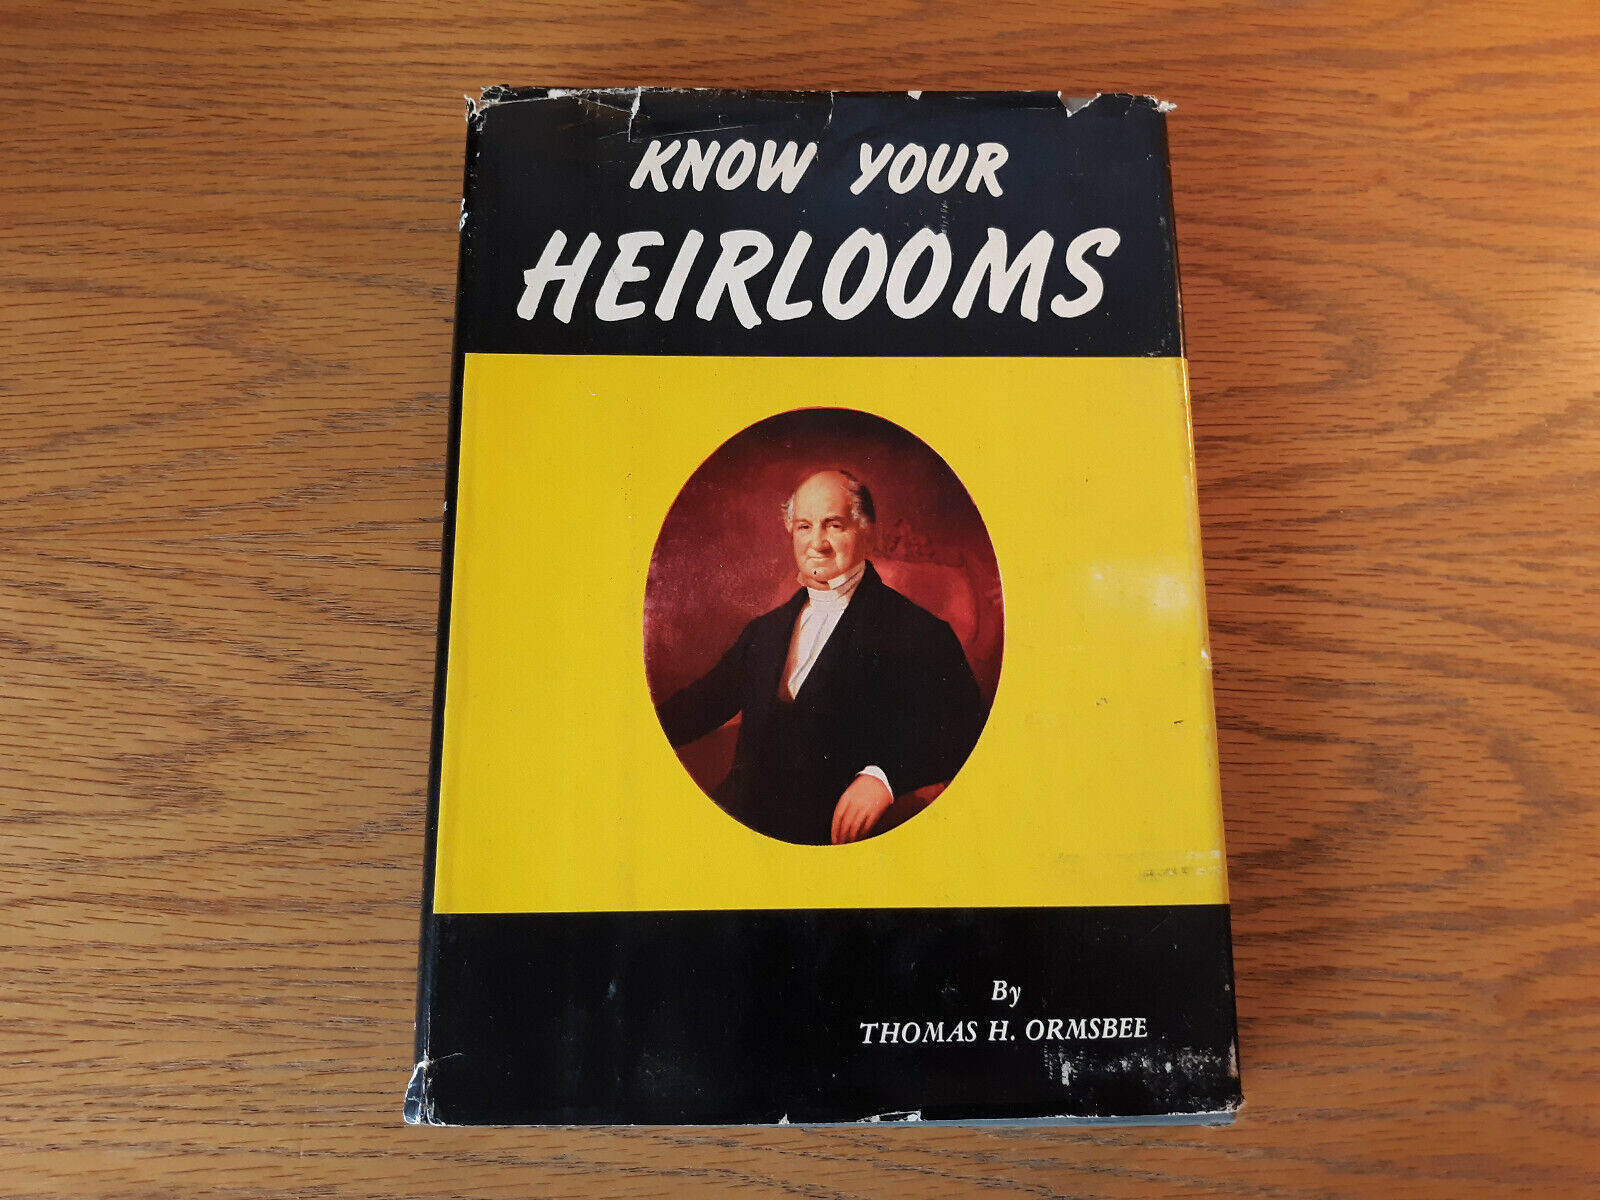 KNOW YOUR
HEIRLOOMS
By
THOMAS H. ORMSBEE